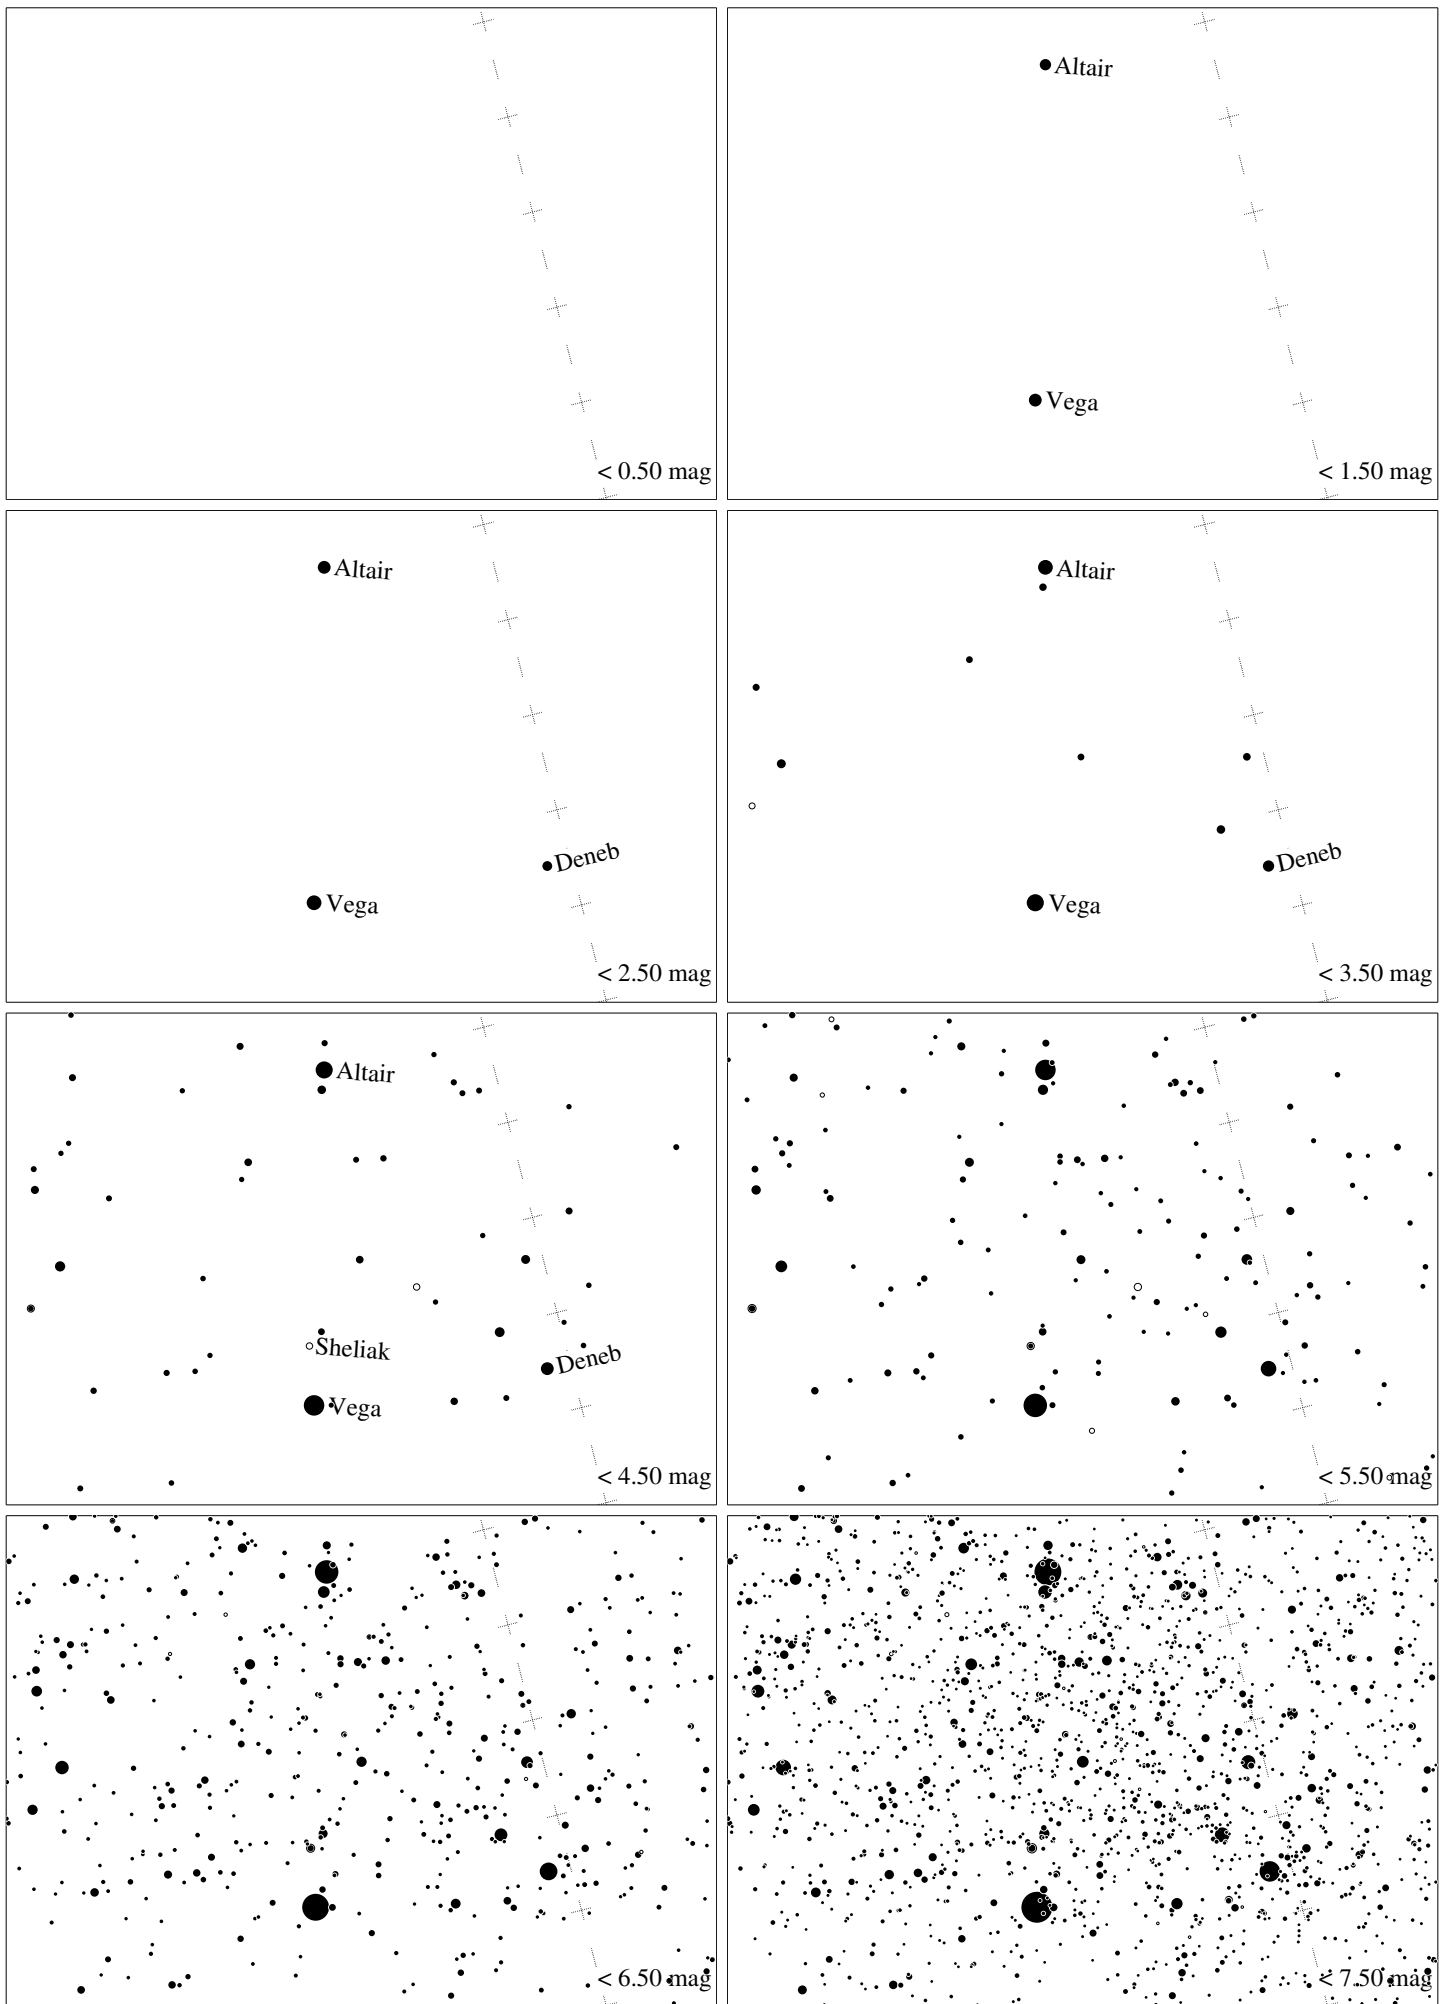 < 0.50 mag
Altair
Vega
< 1.50 mag
Altair
Deneb
Vega
< 2.50 mag
Altair
Deneb
Vega
< 3.50 mag
Altair
Sheliak
Deneb
Vega
< 4.50 mag
< 5.50 mag
< 6.50 mag
< 7.50 mag